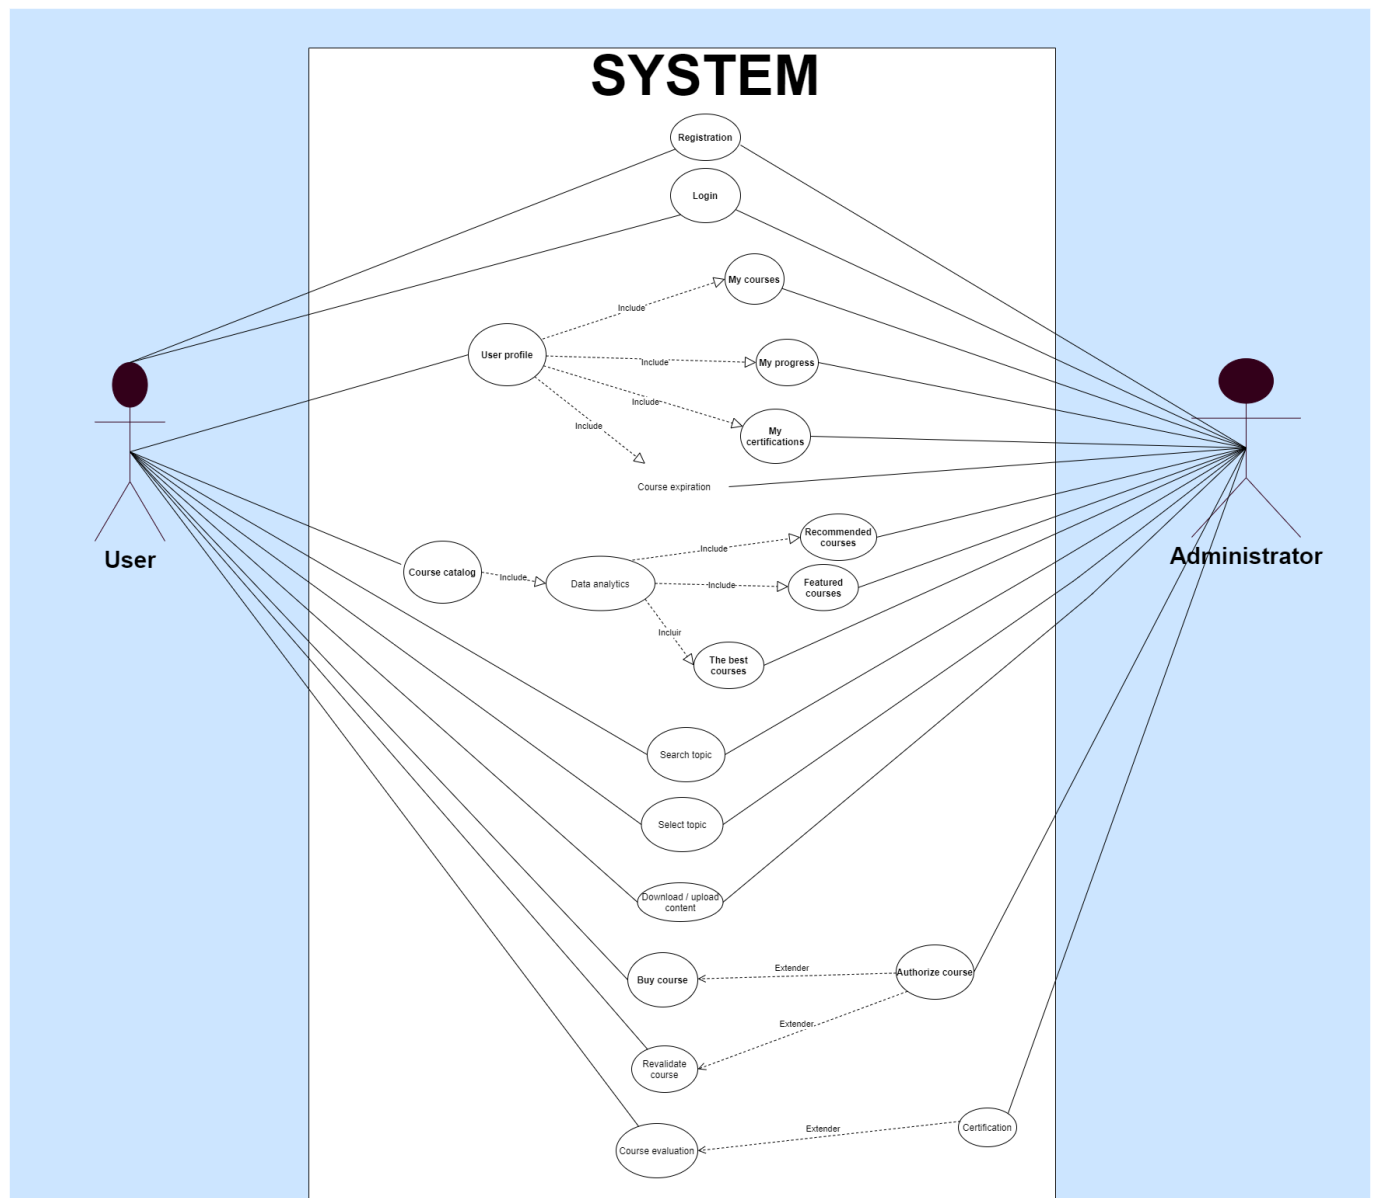 SYSTEM
Registration
Login
My courses
Include
User profile
Include
My progress
Include
My
certifications
Include
Course expiration
User
Administrator
Recommended
courses
Include
Course catalog
Include
Data analytics
Include
Featured
courses
Incluir
The best
courses
Search topic
Select topic
Download / upload
content
Buy course
Extender
Authorize course
Extender
Revalidate
course
Certification
Extender
Course evaluation